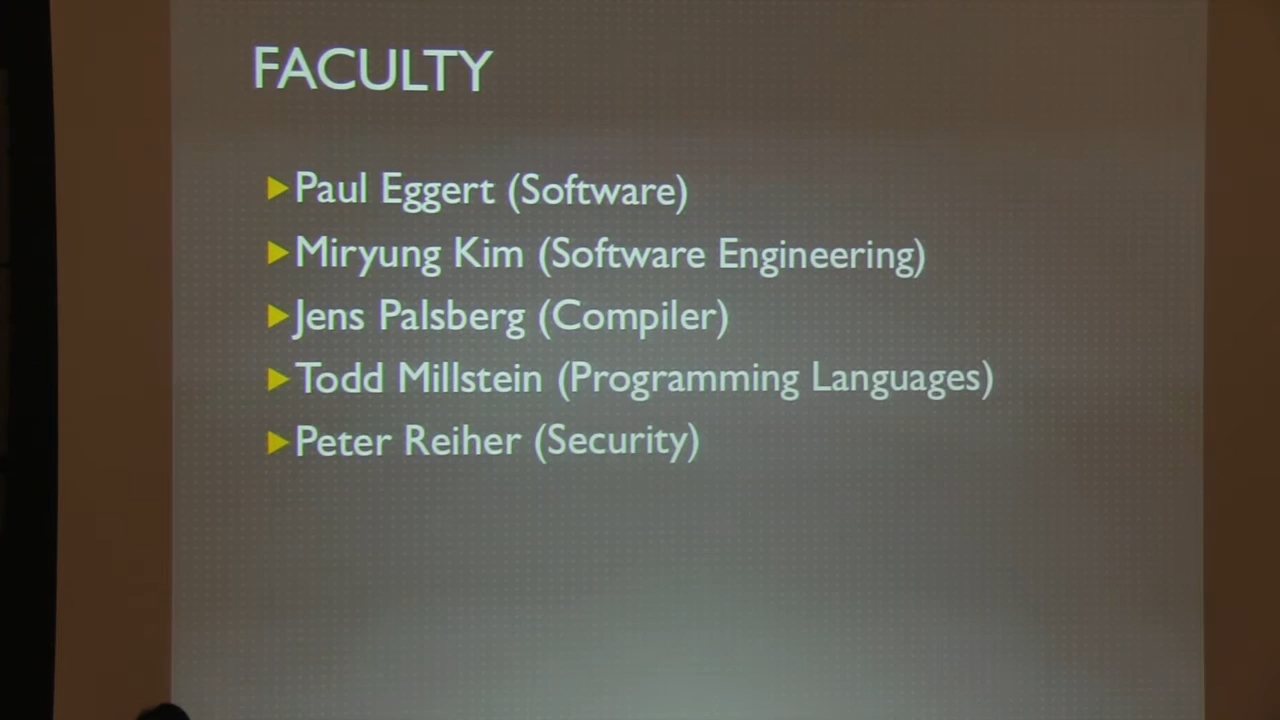 FACULTY
Paul Eggert (Software)
Miryung Kim (Software Engineering)
Jens Palsberg (Compiler)
Todd Millstein (Programming Languages)
Peter Reiher (Security)